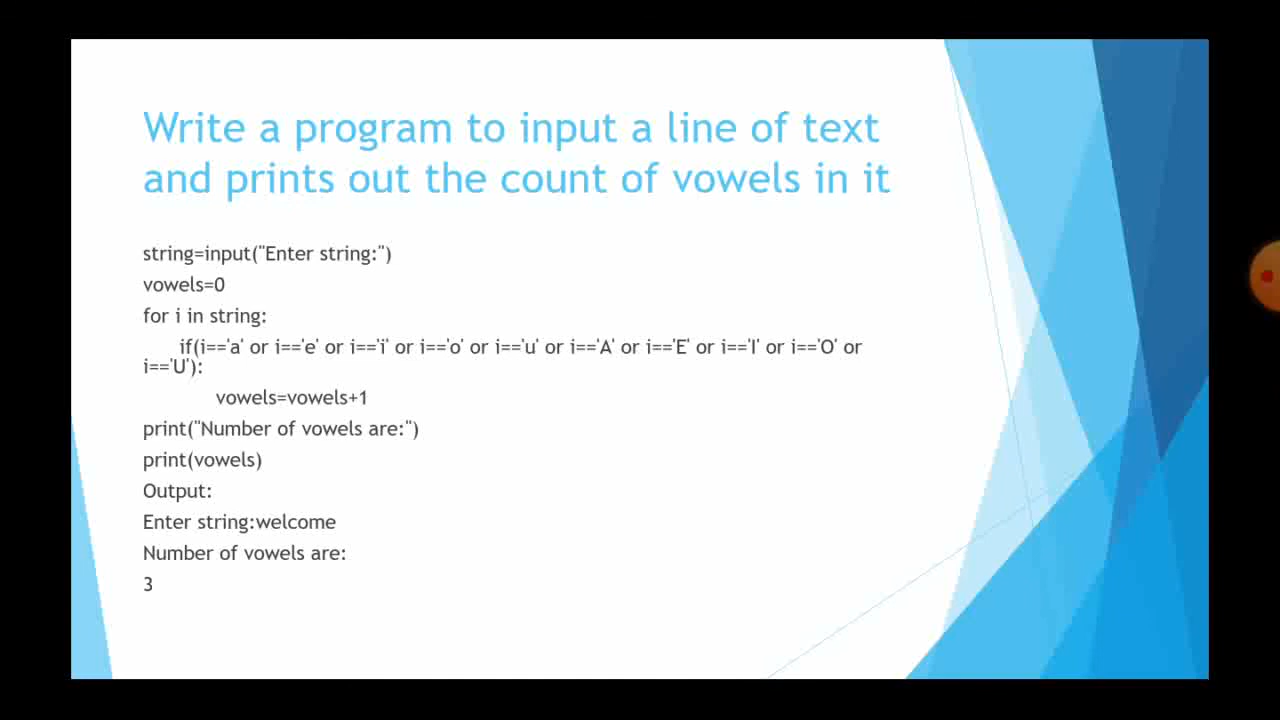 Write a program to input a line of text
and prints out the count of vowels in it
string=input("Enter string:")
vowels=0
for i in string:
if(i=='a' or i=='e' or i=='i' or i=='o' or i=='u' or i=='A' or i=='E' or i=='I' or i=='O' or
i=='U'):
vowels=vowels+1
print("Number of vowels are:")
print(vowels)
Output:
Enter string:welcome
Number of vowels are:
3